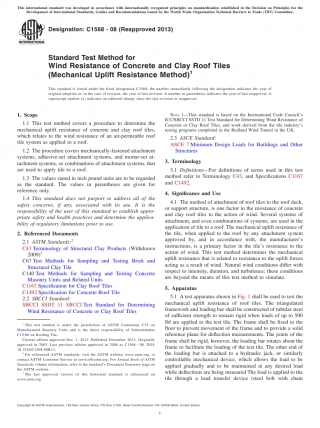 This international standard was developed in accordance with internationally recognized principles on standardization established in the Decision on Principles for the
Development of International Standards, Guides and Recommendations issued by the World Trade Organization Technical Barriers to Trade (TBT) Committee.
Designation: C1568 − 08 (Reapproved 2013)
Standard Test Method for
Wind Resistance of Concrete and Clay Roof Tiles
(Mechanical Uplift Resistance Method)1
This standard is issued under the fixed designation C1568; the number immediately following the designation indicates the year of
original adoption or, in the case of revision, the year of last revision. A number in parentheses indicates the year of last reapproval. A
superscript epsilon (ε) indicates an editorial change since the last revision or reapproval.
1. Scope
1.1 This test method covers a procedure to determine the
mechanical uplift resistance of concrete and clay roof tiles,
which relates to the wind resistance of an air-permeable roof
tile system as applied to a roof.
1.2 The procedure covers mechanically-fastened attachment
systems, adhesive-set attachment systems, and mortar-set at-
tachment systems, or combinations of attachment systems, that
are used to apply tile to a roof.
1.3 The values stated in inch pound units are to be regarded
as the standard. The values in parentheses are given for
reference only.
1.4 This standard does not purport to address all of the
safety concerns, if any, associated with its use. It is the
responsibility of the user of this standard to establish appro-
priate safety and health practices and determine the applica-
bility of regulatory limitations prior to use.
2. Referenced Documents
2.1 ASTM Standards:2
C43 Terminology of Structural Clay Products (Withdrawn
2009)3
C67 Test Methods for Sampling and Testing Brick and
Structural Clay Tile
C140 Test Methods for Sampling and Testing Concrete
Masonry Units and Related Units
C1167 Specification for Clay Roof Tiles
C1492 Specification for Concrete Roof Tile
2.2 SBCCI Standard:
SBCCI SSTD 11 SBCCI Test Standard for Determining
Wind Resistance of Concrete or Clay Roof Tiles
1 This test method is under the jurisdiction of ASTM Committee C15 on
Manufactured Masonry Units and is the direct responsibility of Subcommittee
C15.06 on Roofing Tile.
Current edition approved Dec. 1, 2013. Published December 2013. Originally
approved in 2003. Last previous edition approved in 2008 as C1568 – 08. DOI:
2 For referenced ASTM standards, visit the ASTM website, www.astm.org, or
contact ASTM Customer Service at service@astm.org. For Annual Book of ASTM
Standards volume information, refer to the standard's Document Summary page on
the ASTM website.
3 The last approved version of this historical standard is referenced on
www.astm.org.
NOTE 1—This standard is based on the International Code Council's
ICC/SBCCI SSTD 11 Test Standard for Determining Wind Resistance of
Concrete or Clay Roof Tiles, and work derived from the tile industry's
testing programs completed in the Redland Wind Tunnel in the UK.
2.3 ASCE Standard:
ASCE 7 Minimum Design Loads for Buildings and Other
Structures
3. Terminology
3.1 Definitions—For definitions of terms used in this test
method refer to Terminology C43, and Specifications C1167
and C1492.
4. Significance and Use
4.1 The method of attachment of roof tiles to the roof deck,
or support structure, is one factor in the resistance of concrete
and clay roof tiles to the action of wind. Several systems of
attachment, and even combinations of systems, are used in the
application of tile to a roof. The mechanical uplift resistance of
the tile, when applied to the roof by any attachment system
approved by, and in accordance with, the manufacturer's
instructions, is a primary factor in the tile's resistance to the
action of wind. This test method determines the mechanical
uplift resistance that is related to resistance to the uplift forces
acting as a result of wind. Natural wind conditions differ with
respect to intensity, duration, and turbulence; these conditions
are beyond the means of this test method to simulate.
5. Apparatus
5.1 A test apparatus shown in Fig. 1 shall be used to test the
mechanical uplift resistance of roof tiles. The triangulated
framework and loading bar shall be constructed of tubular steel
of sufficient strength to remain rigid when loads of up to 500
lbf are applied to the test tile. The frame shall be fixed to the
floor to prevent movement of the frame and to provide a solid
reference plane for deflection measurements. The joints of the
frame shall be rigid, however, the loading bar rotates about the
frame to facilitate the loading of the test tile. The other end of
the loading bar is attached to a hydraulic jack, or similarly
controllable mechanical device, which allows the load to be
applied gradually and to be maintained at any desired load
while deflections are being measured. The load is applied to the
tile through a load transfer device (steel bolt with chain
Copyright © ASTM International, 100 Barr Harbor Drive, PO Box C700, West Conshohocken, PA 19428-2959. United States
1